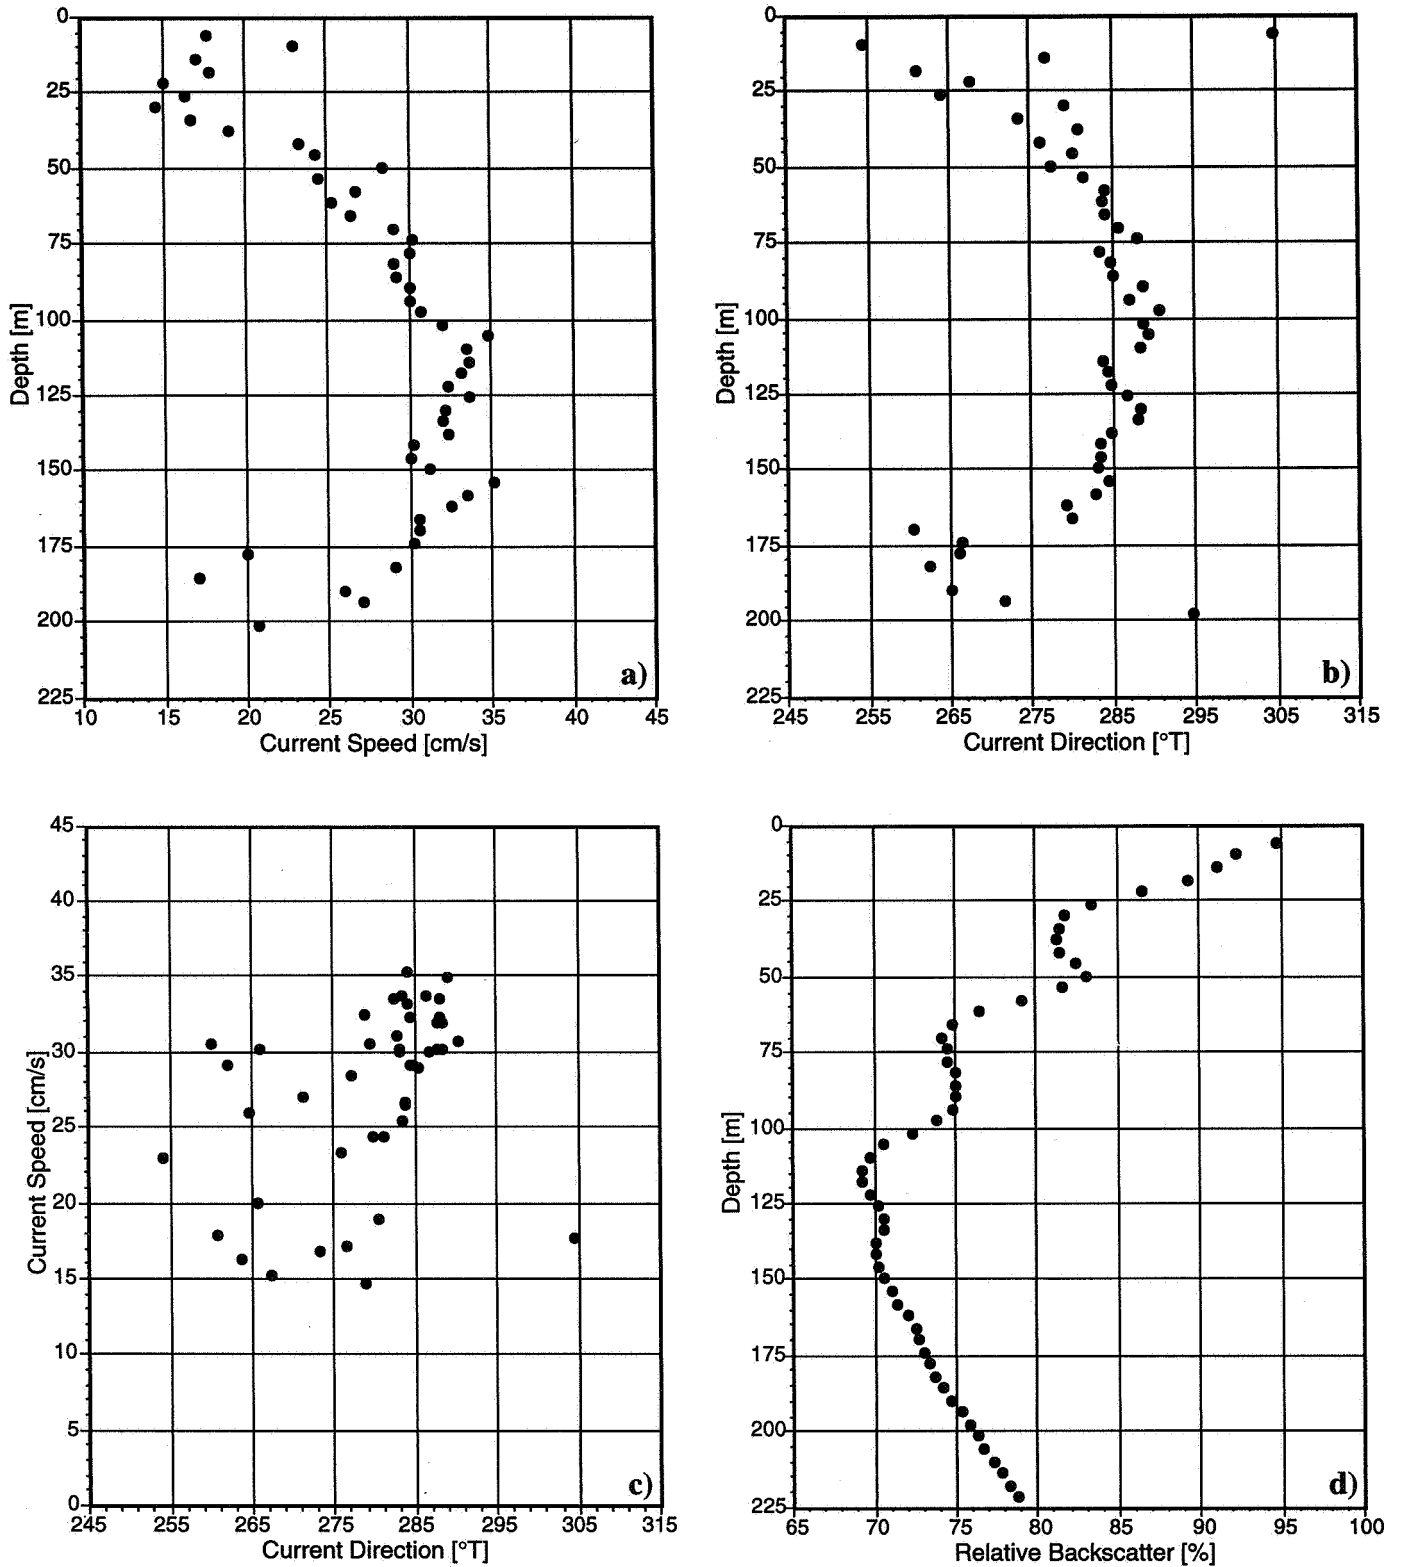 0
25
50
75
100
125
150
175
200
225
Depth [m]
10 15 20 25 30 35 40 45
Current Speed [cm/s]
a)
0
25
50
75
100
125
150
175
200
225
Depth [m]
245 255 265 275 285 295 305 315
Current Direction [°T]
b)
45
40
35
30
25
20
15
10
5
0
Current Speed [cm/s]
245 255 265 275 285 295 305 315
Current Direction [°T]
c)
0
25
50
75
100
125
150
175
200
225
Depth [m]
65 70 75 80 85 90 95 100
Relative Backscatter [%]
d)